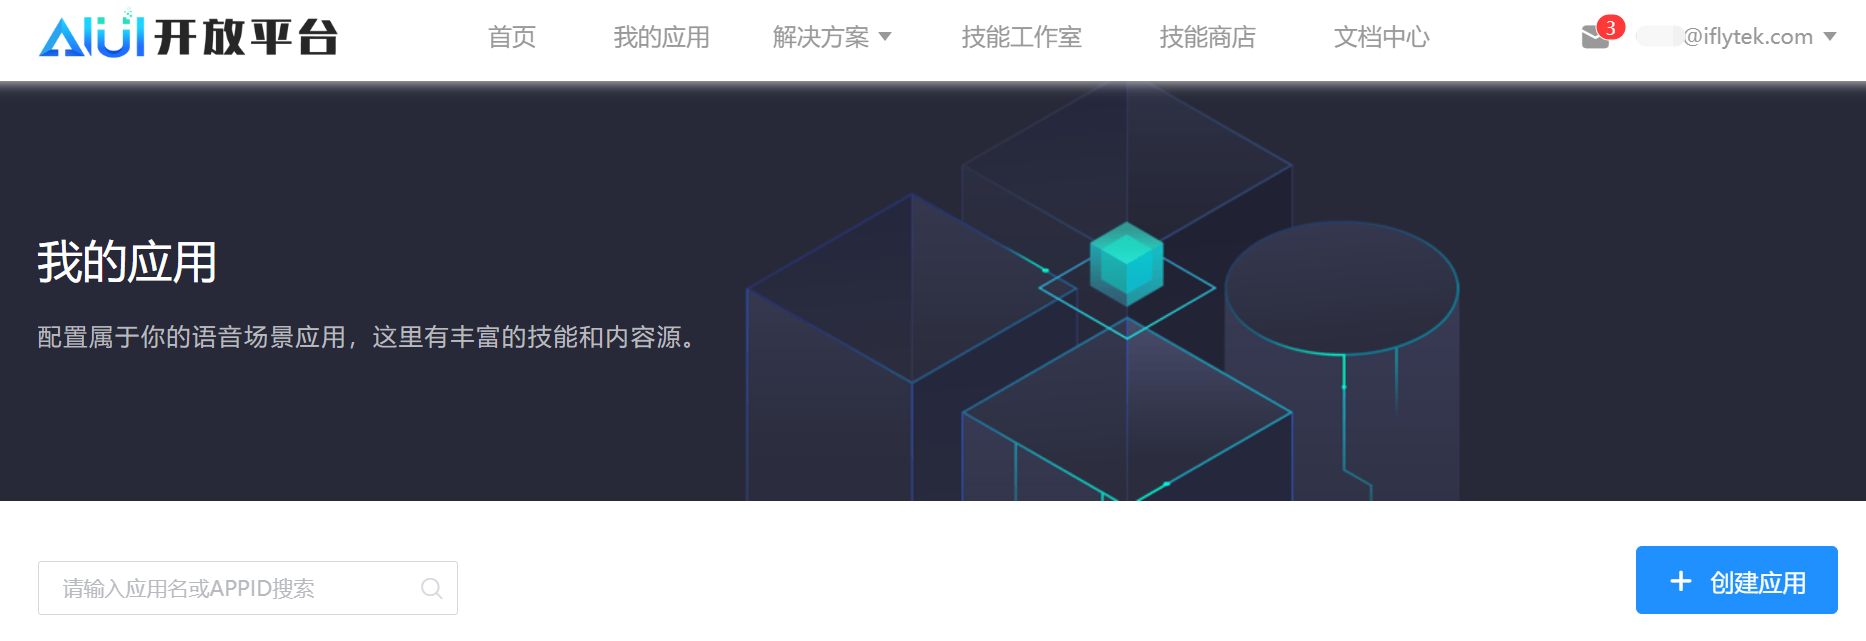 AIUI开放平台 首页 我的应用 解决方案 技能工作室 技能商店 文档中心 3 @iflytek.com
我的应用
配置属于你的语音场景应用，这里有丰富的技能和内容源。
请输入应用名或APPID搜索
+ 创建应用